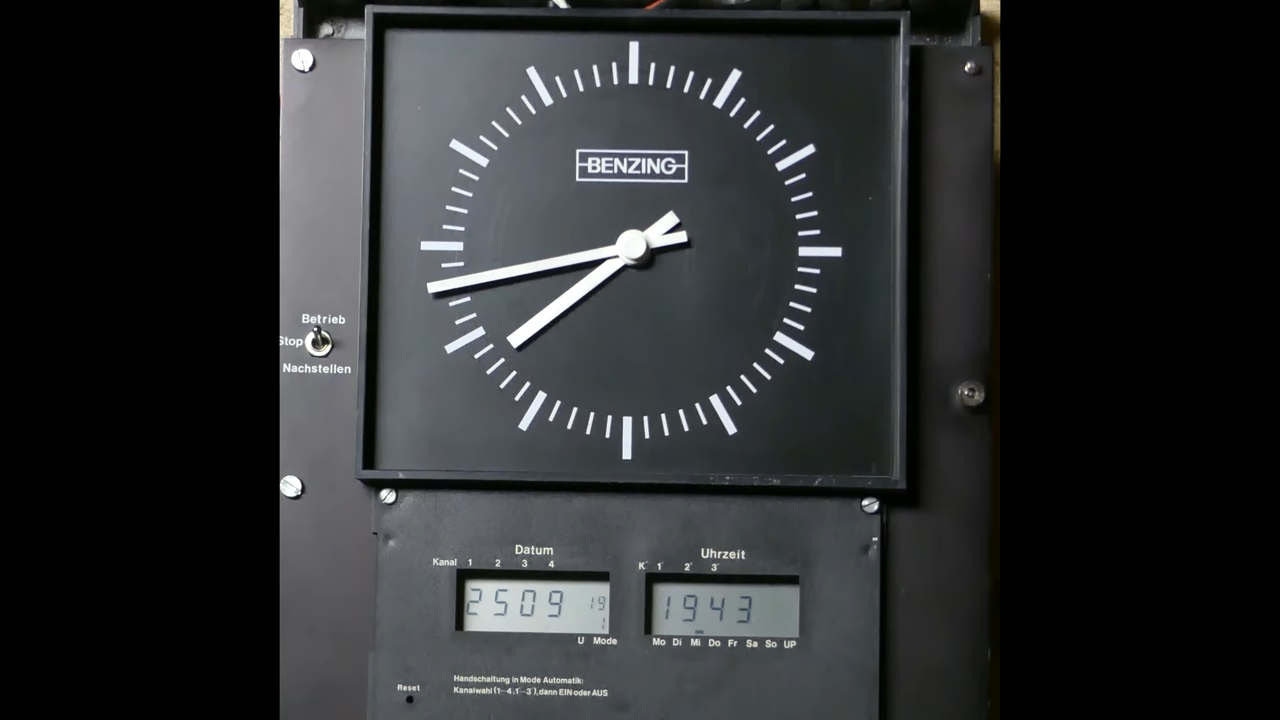 BENZING
Betrieb
Stop
Nachstellen
Datum
Kanal 1 2 3 4
2509 19
1
U Mode
Uhrzeit
K' 1' 2' 3'
1943
Mo Di Mi Do Fr Sa So UP
Handschaltung in Mode Automatik:
Kanalwahl (1–4;1'–3'), dann EIN oder AUS
Reset